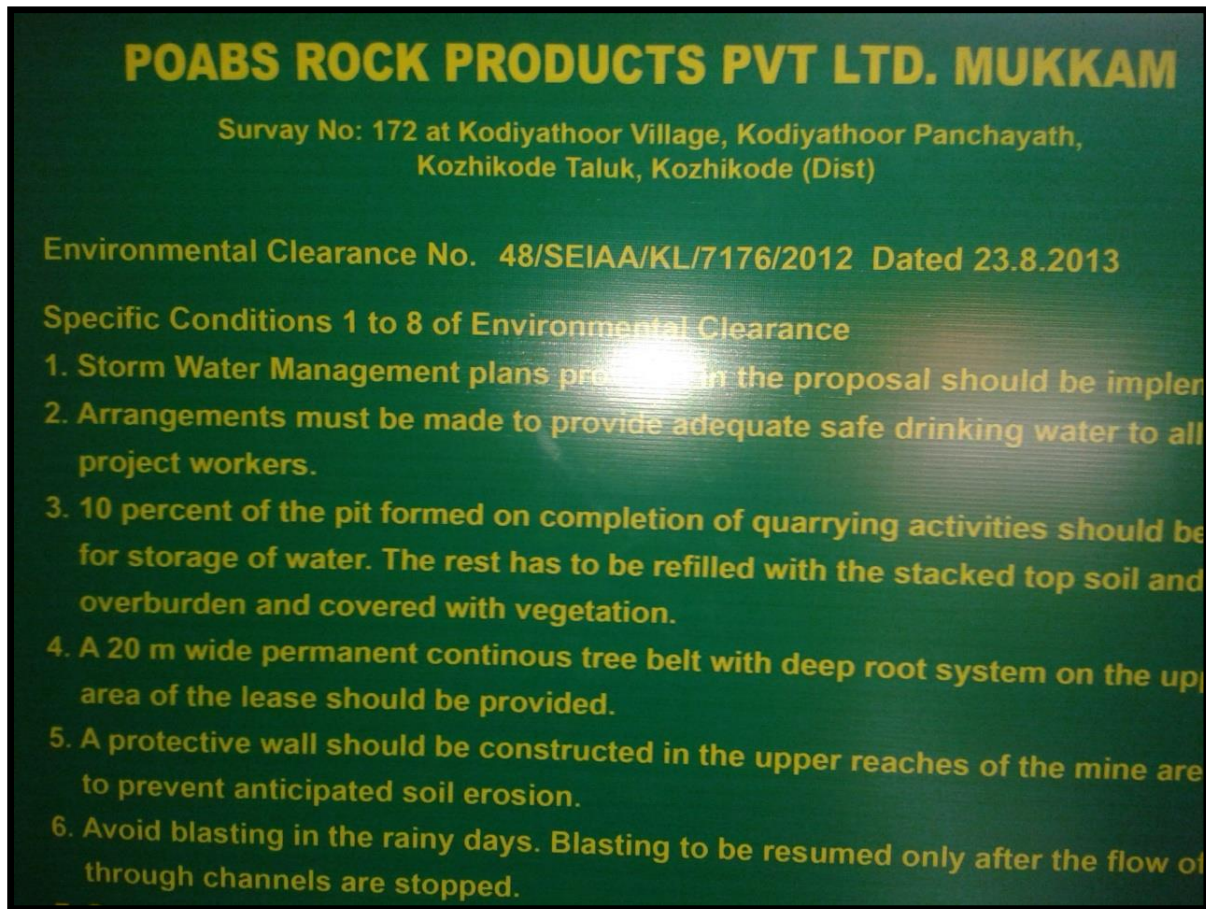 POABS ROCK PRODUCTS PVT LTD. MUKKAM
Survay No: 172 at Kodiyathoor Village, Kodiyathoor Panchayath,
Kozhikode Taluk, Kozhikode (Dist)
Environmental Clearance No. 48/SEIAA/KL/7176/2012 Dated 23.8.2013
Specific Conditions 1 to 8 of Environmental Clearance
1. Storm Water Management plans in the proposal should be implem
2. Arrangements must be made to provide adequate safe drinking water to all
project workers.
3. 10 percent of the pit formed on completion of quarrying activities should be
for storage of water. The rest has to be refilled with the stacked top soil and
overburden and covered with vegetation.
4. A 20 m wide permanent continous tree belt with deep root system on the upp
area of the lease should be provided.
5. A protective wall should be constructed in the upper reaches of the mine are
to prevent anticipated soil erosion.
6. Avoid blasting in the rainy days. Blasting to be resumed only after the flow of
through channels are stopped.